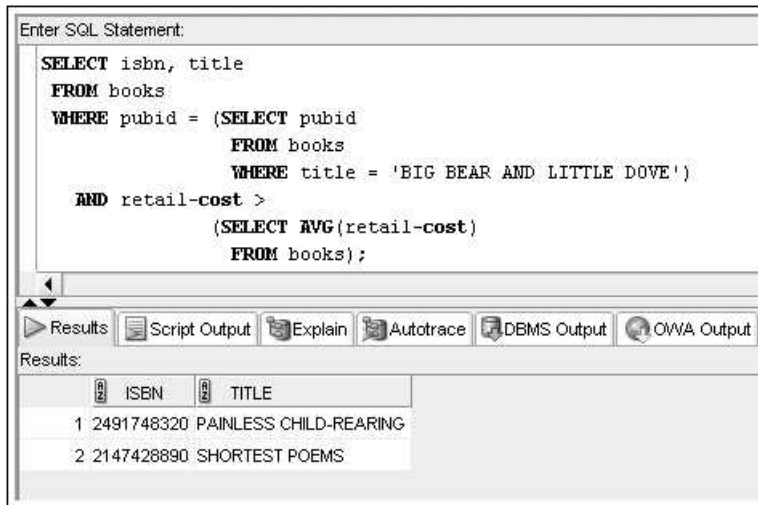 Enter SQL Statement:
SELECT isbn, title
FROM books
WHERE pubid = (SELECT pubid
FROM books
WHERE title = 'BIG BEAR AND LITTLE DOVE')
AND retail-cost >
(SELECT AVG(retail-cost)
FROM books);
Results Script Output Explain Autotrace DBMS Output OWA Output
Results:
ISBN TITLE
1 2491748320 PAINLESS CHILD-REARING
2 2147428890 SHORTEST POEMS